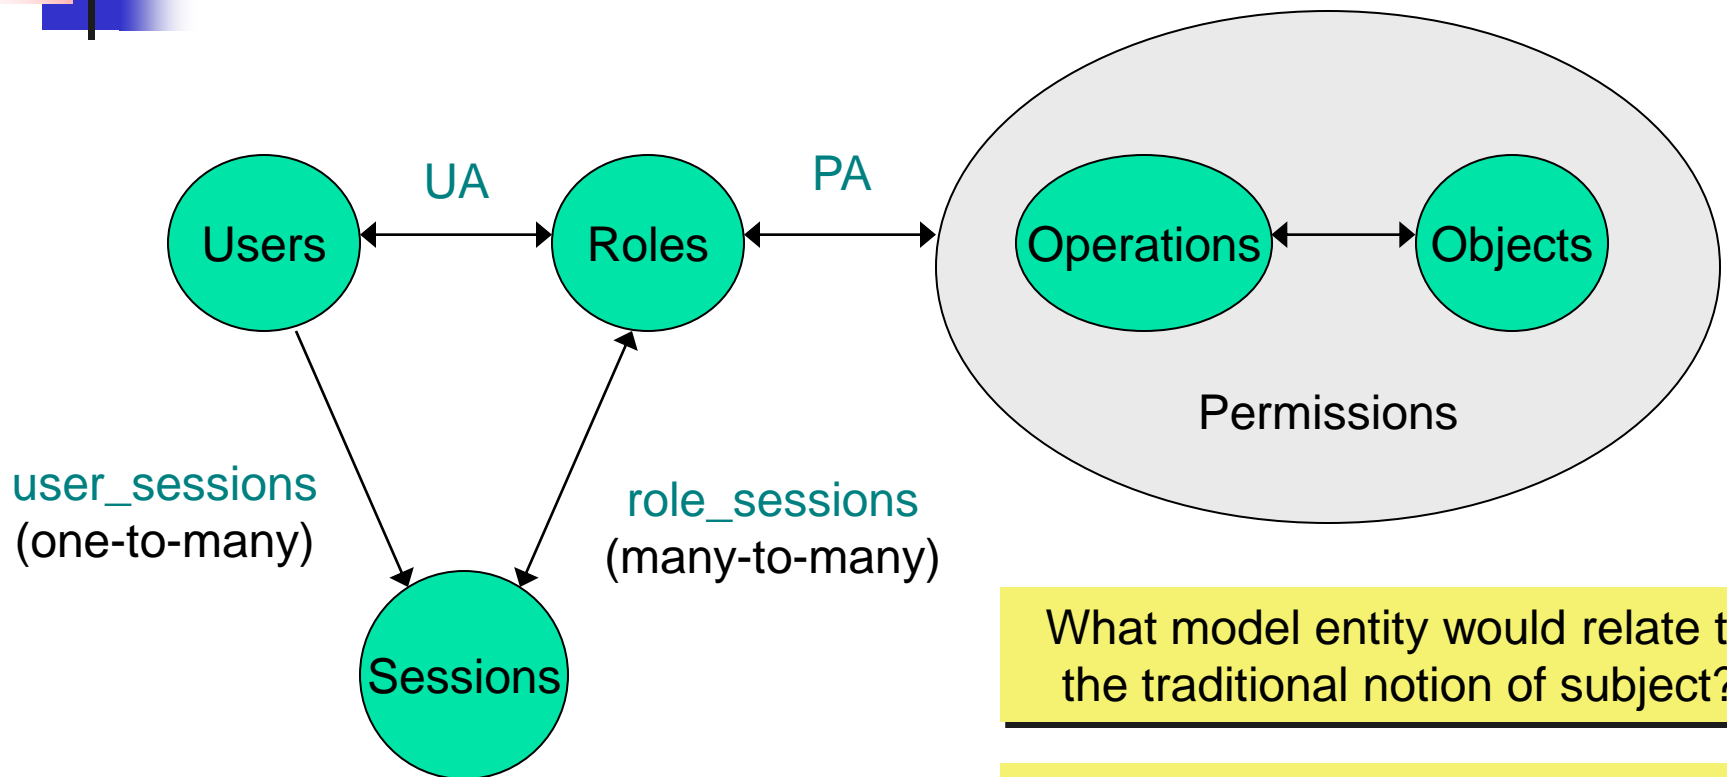 UA
PA
Users
Roles
Operations
Objects
Permissions
user_sessions
(one-to-many)
role_sessions
(many-to-many)
Sessions
What model entity would relate t
the traditional notion of subject?